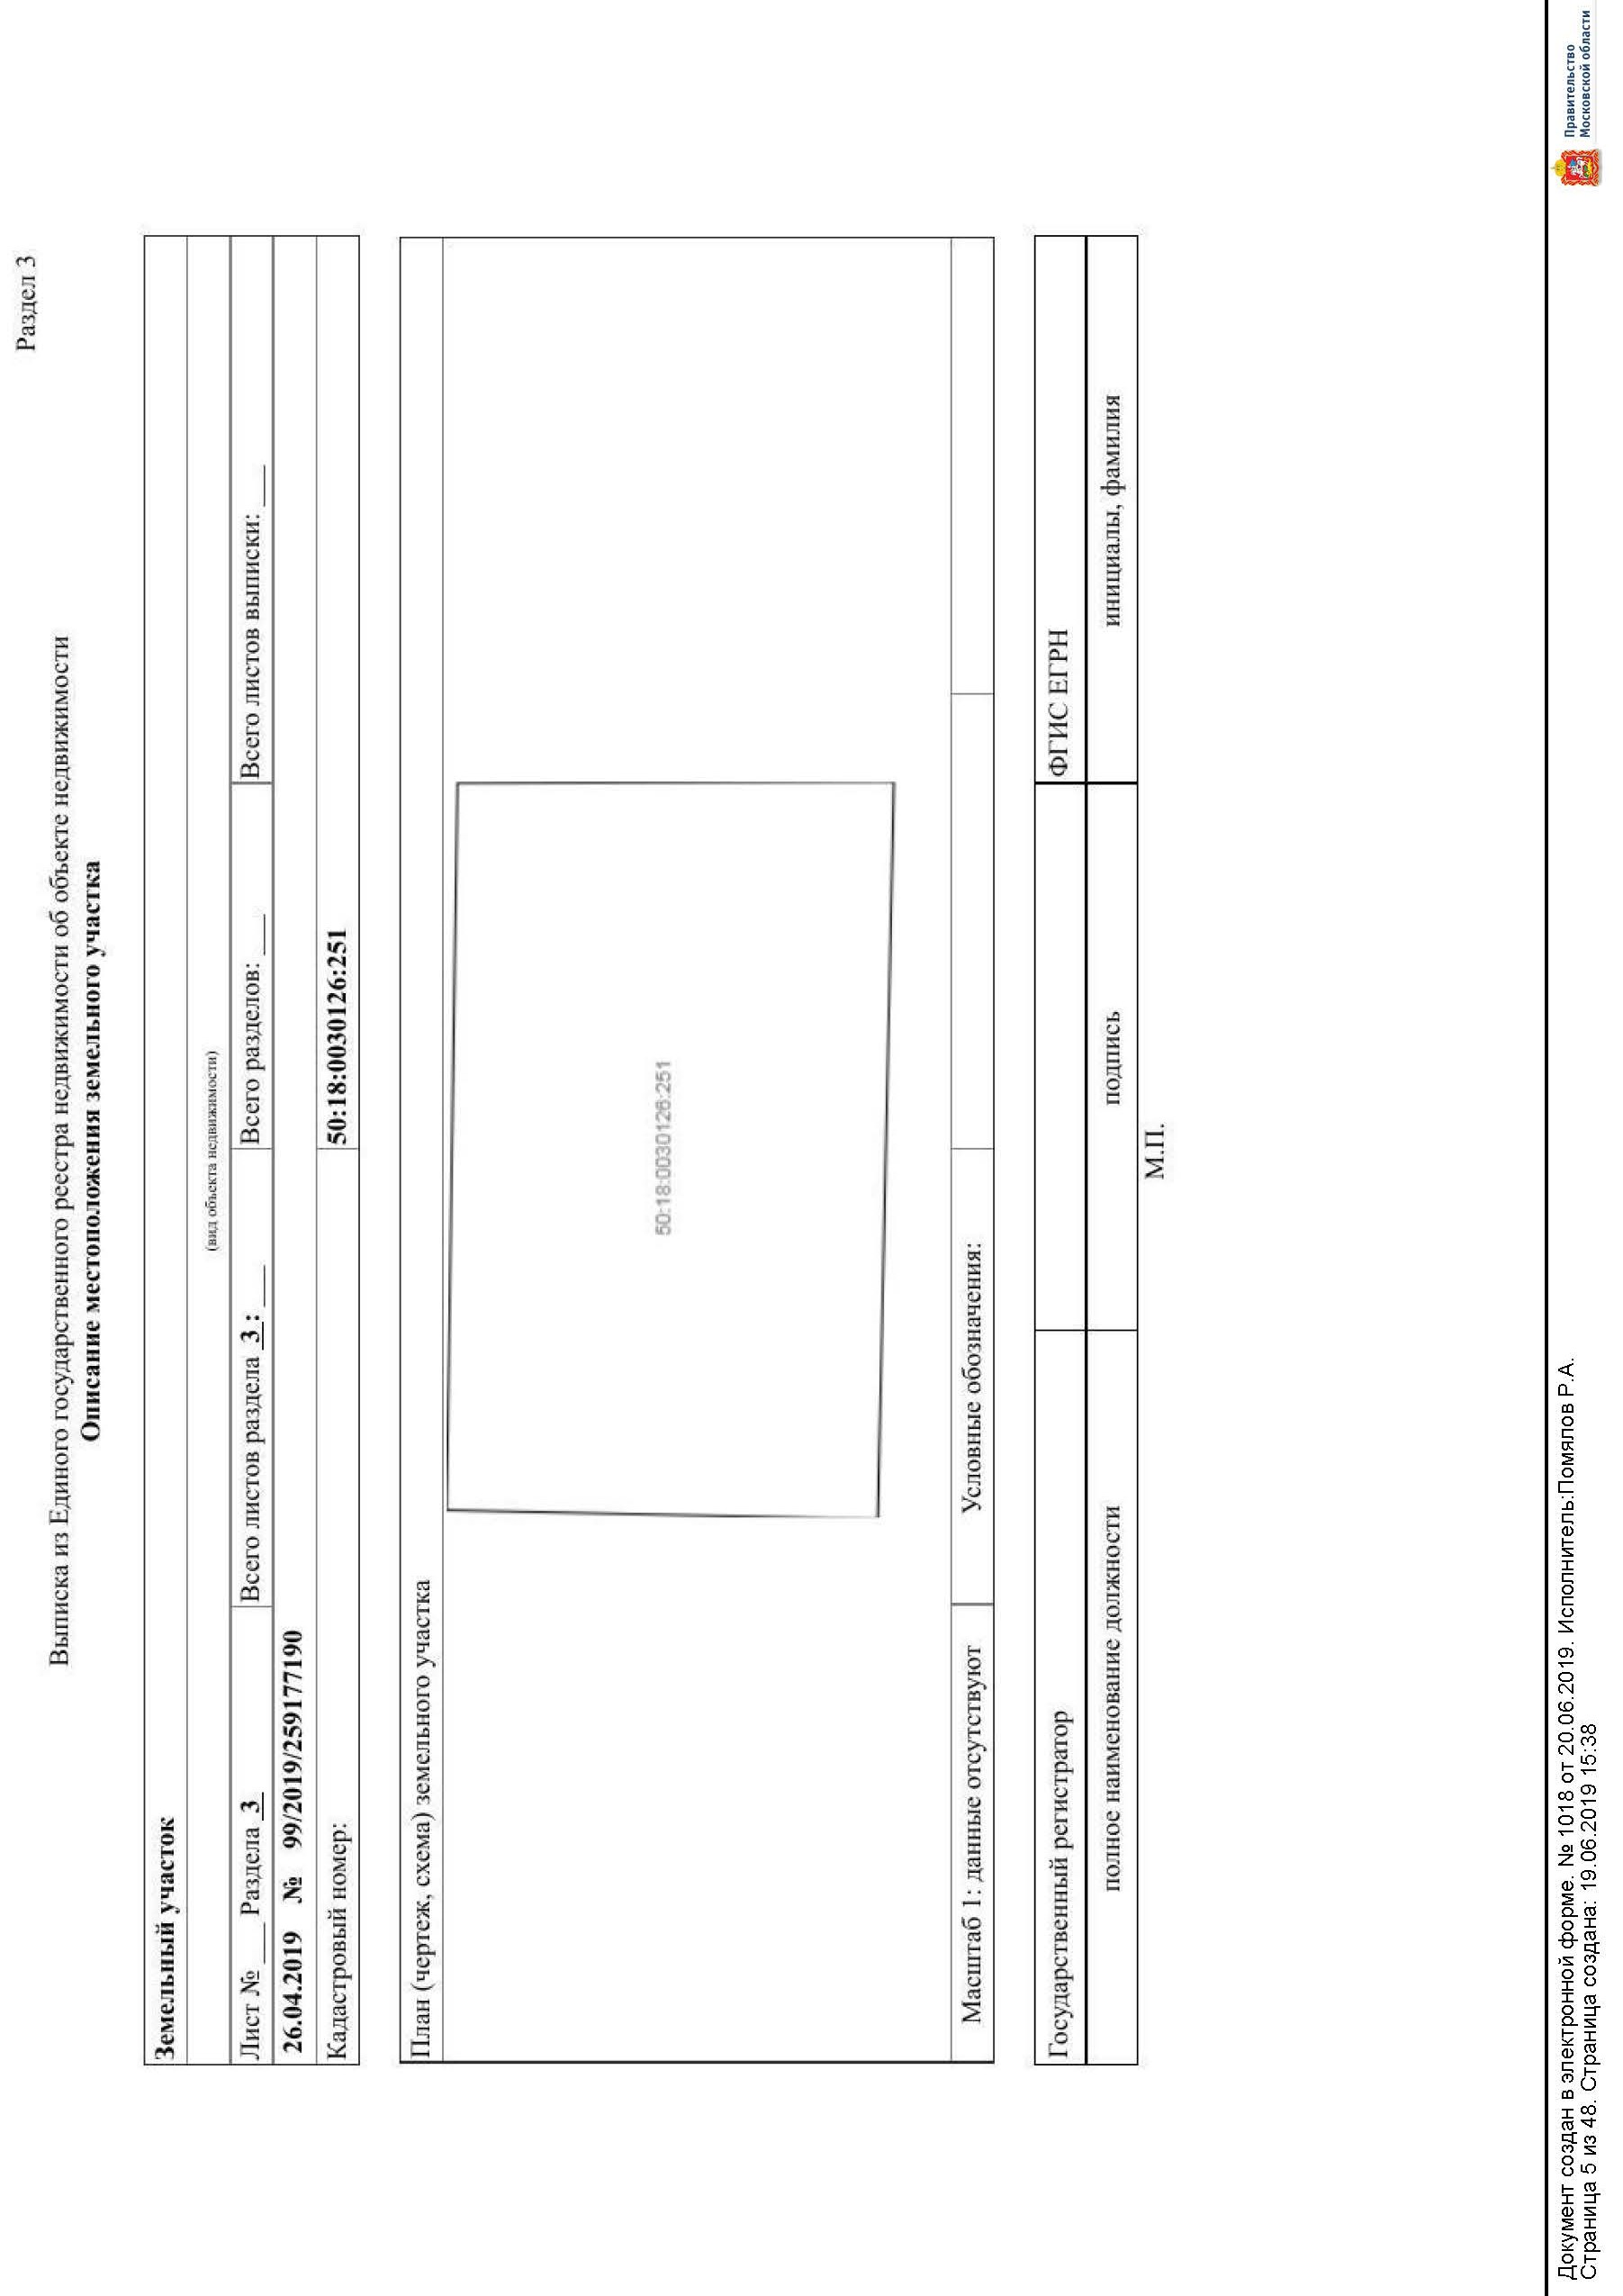 Раздел 3
Выписка из Единого государственного реестра недвижимости об объекте недвижимости
Описание местоположения земельного участка
Земельный участок
(вид объекта недвижимости)
Лист № ___ Раздела 3 Всего листов раздела 3 : ___ Всего разделов: ___ Всего листов выписки: ___
26.04.2019 № 99/2019/259177190
Кадастровый номер: 50:18:0030126:251
План (чертеж, схема) земельного участка
50:18:0030126:251
Масштаб 1: данные отсутствуют Условные обозначения:
Государственный регистратор ФГИС ЕГРН
полное наименование должности подпись инициалы, фамилия
М.П.
Документ создан в электронной форме. № 1018 от 20.06.2019. Исполнитель:Помялов Р.А.
Страница 5 из 48. Страница создана: 19.06.2019 15:38
Правительство
Московской области